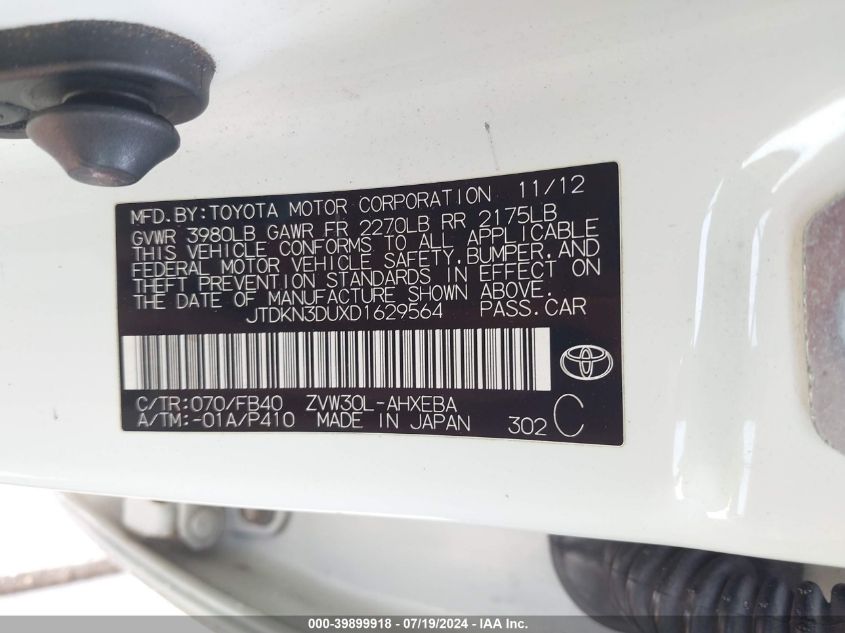 MFD.BY:TOYOTA MOTOR CORPORATION 11/12
GVWR 3980LB GAWR FR 2270LB RR 2175LB
THIS VEHICLE CONFORMS TO ALL APPLICABLE
FEDERAL MOTOR VEHICLE SAFETY,BUMPER,AND
THEFT PREVENTION STANDARDS IN EFFECT ON
THE DATE OF MANUFACTURE SHOWN ABOVE.
JTDKN3DUXD1629564 PASS.CAR
C/TR:070/FB40 ZVW30L-AHXEBA
A/TM:-01A/P410 MADE IN JAPAN 302 C
000-39899918 - 07/19/2024 - IAAI Inc.